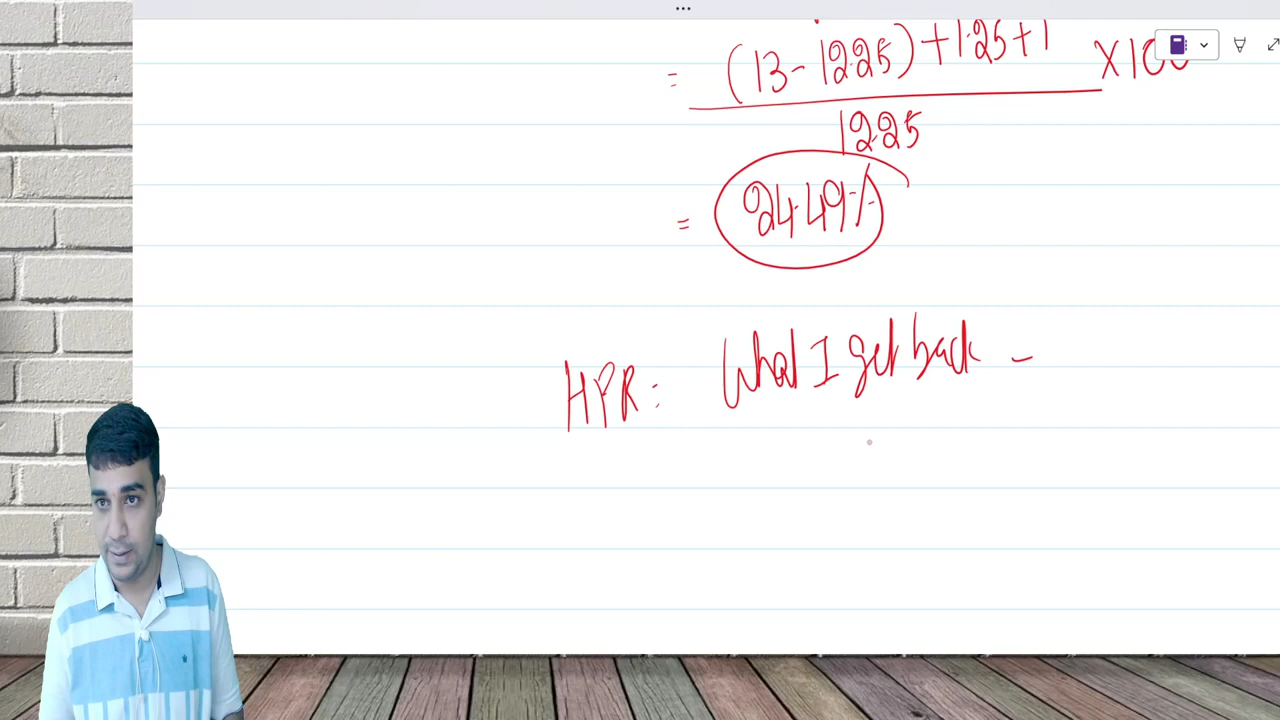 = (13-12.25)+1.25+1 X100
12.25
= 24.49%
HPR: What I get back -